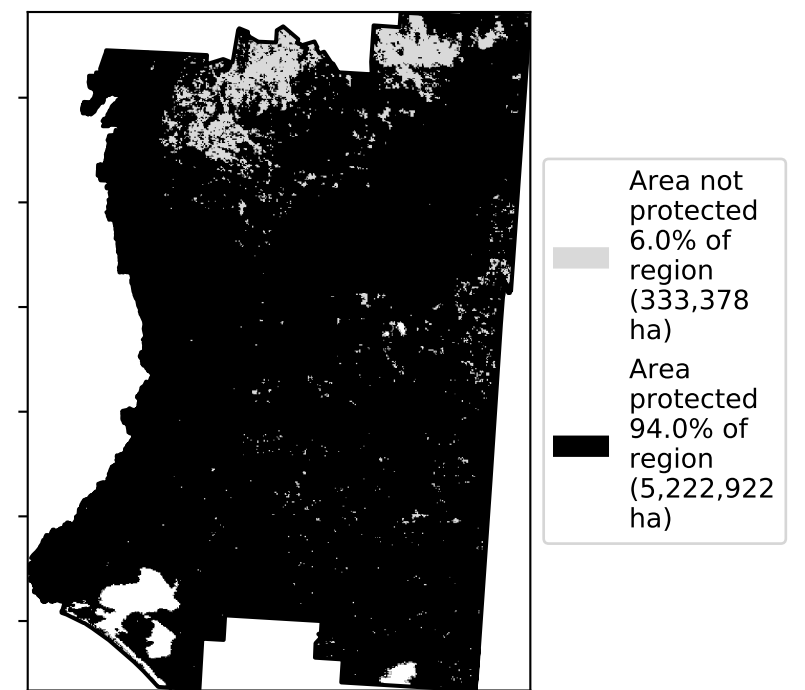 Area not
protected
6.0% of
region
(333,378
ha)
Area
protected
94.0% of
region
(5,222,922
ha)